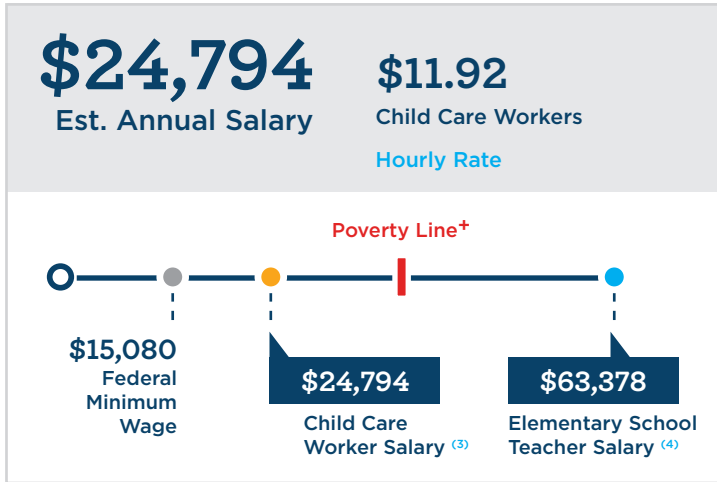 $24,794
Est. Annual Salary
$11.92
Child Care Workers
Hourly Rate
Poverty Line+
$15,080
Federal
Minimum
Wage
$24,794
Child Care
Worker Salary (3)
$63,378
Elementary School
Teacher Salary (4)